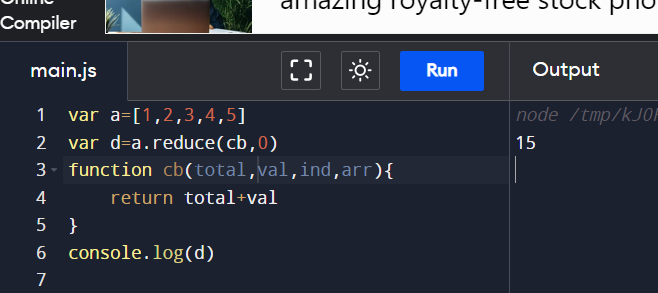 Online
Compiler
amazing royalty-free stock pho
main.js
Run
Output
1 var a=[1,2,3,4,5]
2 var d=a.reduce(cb,0)
3 function cb(total,val,ind,arr){
4 return total+val
5 }
6 console.log(d)
7
node /tmp/kJ0
15